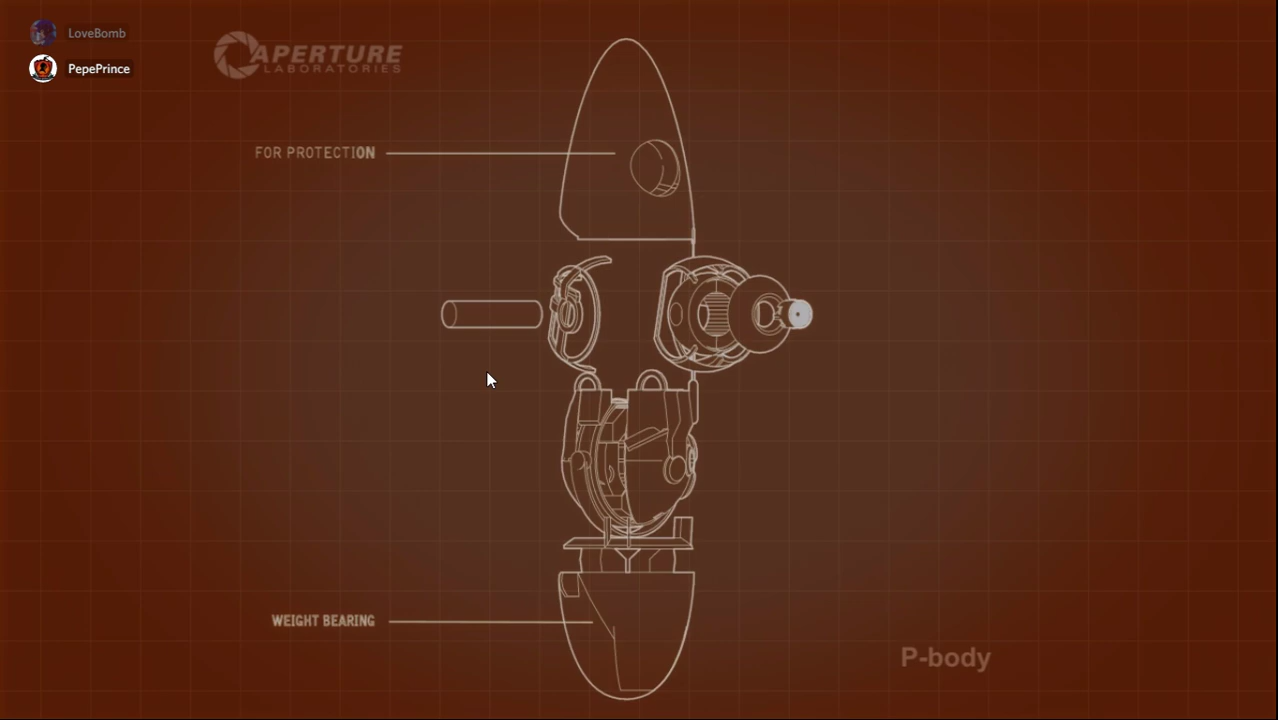 LoveBomb
PepePrince
APERTURE
LABORATORIES
FOR PROTECTION
WEIGHT BEARING
P-body